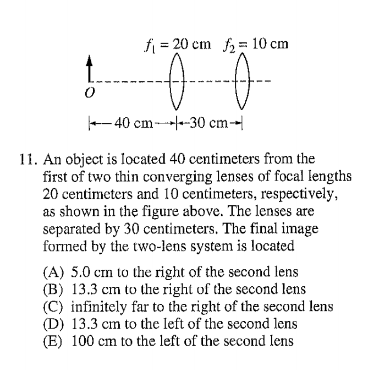 f₁ = 20 cm f₂ = 10 cm
O
40 cm 30 cm
11. An object is located 40 centimeters from the
first of two thin converging lenses of focal lengths
20 centimeters and 10 centimeters, respectively,
as shown in the figure above. The lenses are
separated by 30 centimeters. The final image
formed by the two-lens system is located
(A) 5.0 cm to the right of the second lens
(B) 13.3 cm to the right of the second lens
(C) infinitely far to the right of the second lens
(D) 13.3 cm to the left of the second lens
(E) 100 cm to the left of the second lens